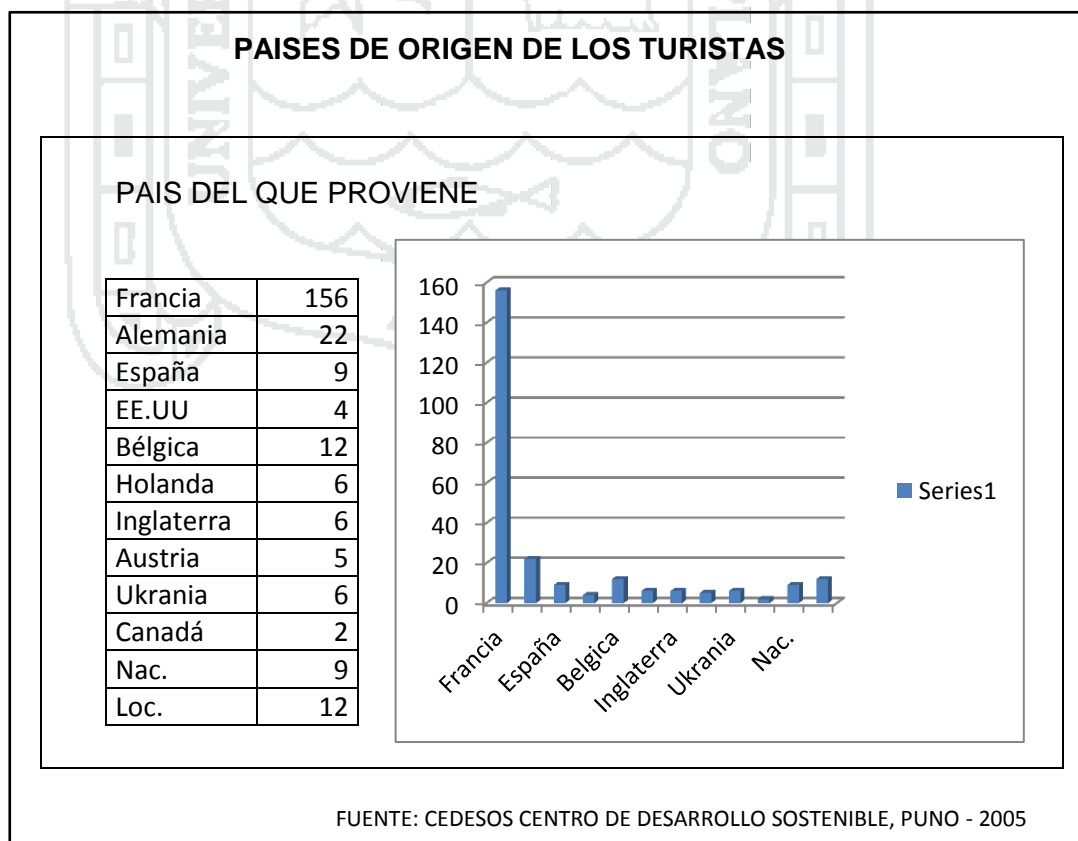 PAISES DE ORIGEN DE LOS TURISTAS
PAIS DEL QUE PROVIENE
Francia 156
Alemania 22
España 9
EE.UU 4
Bélgica 12
Holanda 6
Inglaterra 6
Austria 5
Ukrania 6
Canadá 2
Nac. 9
Loc. 12
160
140
120
100
80
60
40
20
0
Francia
España
Belgica
Inglaterra
Ukrania
Nac.
Series1
FUENTE: CEDESOS CENTRO DE DESARROLLO SOSTENIBLE, PUNO - 2005